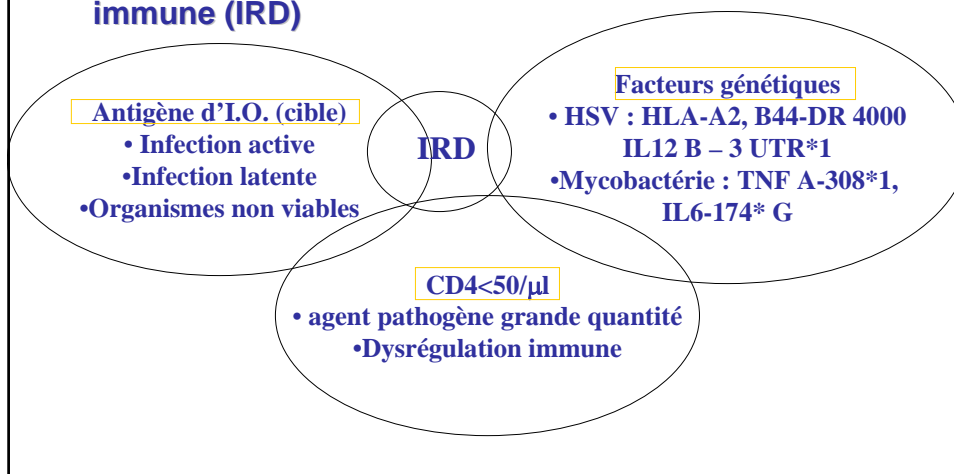 immune (IRD)
Antigène d'I.O. (cible)
• Infection active
•Infection latente
•Organismes non viables
IRD
Facteurs génétiques
• HSV : HLA-A2, B44-DR 4000
IL12 B – 3 UTR*1
•Mycobactérie : TNF A-308*1,
IL6-174* G
CD4<50/μl
• agent pathogène grande quantité
•Dysrégulation immune